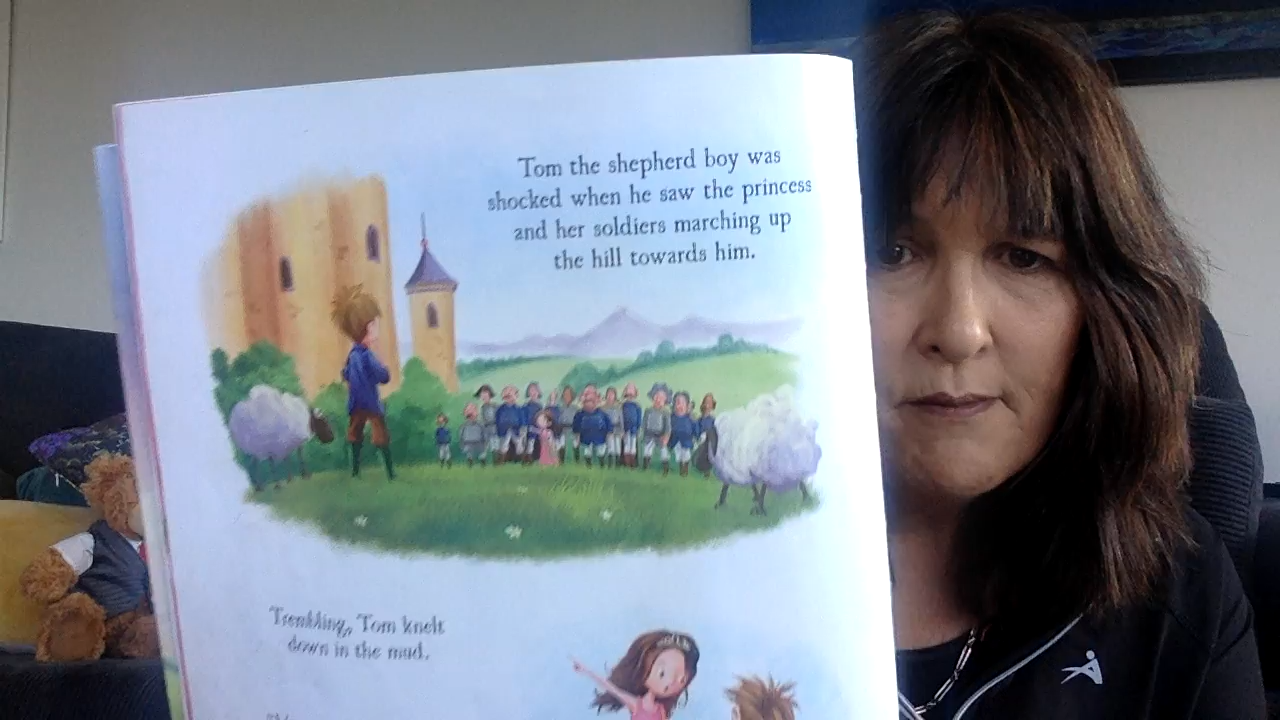 Tom the shepherd boy was
shocked when he saw the princess
and her soldiers marching up
the hill towards him.
Trembling, Tom knelt
down in the mud.